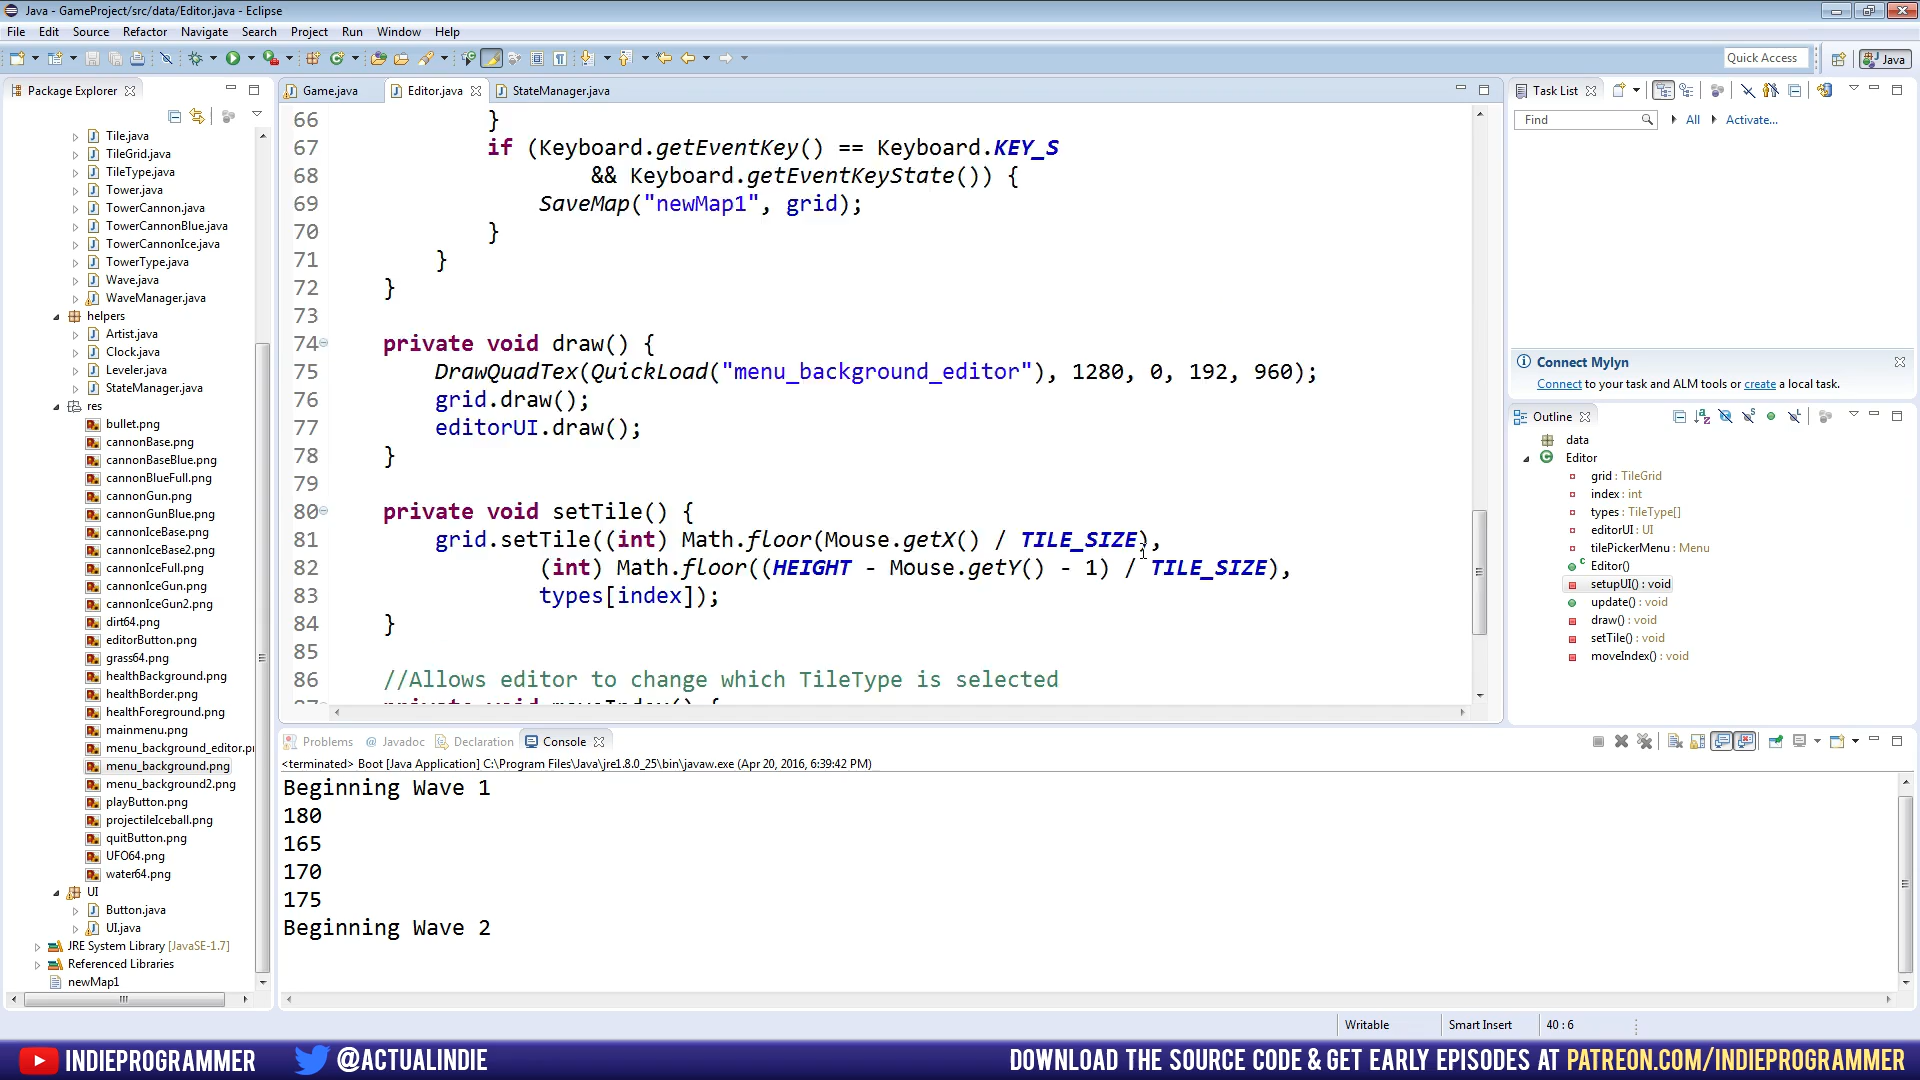 Java - GameProject/src/data/Editor.java - Eclipse
File Edit Source Refactor Navigate Search Project Run Window Help
Quick Access Java
Package Explorer
Tile.java
TileGrid.java
TileType.java
Tower.java
TowerCannon.java
TowerCannonBlue.java
TowerCannonIce.java
TowerType.java
Wave.java
WaveManager.java
helpers
Artist.java
Clock.java
Leveler.java
StateManager.java
res
bullet.png
cannonBase.png
cannonBaseBlue.png
cannonBlueFull.png
cannonGun.png
cannonGunBlue.png
cannonIceBase.png
cannonIceBase2.png
cannonIceFull.png
cannonIceGun.png
cannonIceGun2.png
dirt64.png
editorButton.png
grass64.png
healthBackground.png
healthBorder.png
healthForeground.png
mainmenu.png
menu_background_editor.pr
menu_background.png
menu_background2.png
playButton.png
projectileIceball.png
quitButton.png
UFO64.png
water64.png
UI
Button.java
UI.java
JRE System Library [JavaSE-1.7]
Referenced Libraries
newMap1
Game.java Editor.java StateManager.java
66 }
67 if (Keyboard.getEventKey() == Keyboard.KEY_S
68 && Keyboard.getEventKeyState()) {
69 SaveMap("newMap1", grid);
70 }
71 }
72 }
73
74 private void draw() {
75 DrawQuadTex(QuickLoad("menu_background_editor"), 1280, 0, 192, 960);
76 grid.draw();
77 editorUI.draw();
78 }
79
80 private void setTile() {
81 grid.setTile((int) Math.floor(Mouse.getX() / TILE_SIZE),
82 (int) Math.floor((HEIGHT - Mouse.getY() - 1) / TILE_SIZE),
83 types[index]);
84 }
85
86 //Allows editor to change which TileType is selected
87 private void moveIndex() {
Problems Javadoc Declaration Console
<terminated> Boot [Java Application] C:\Program Files\Java\jre1.8.0_25\bin\javaw.exe (Apr 20, 2016, 6:39:42 PM)
Beginning Wave 1
180
165
170
175
Beginning Wave 2
Task List
Find All Activate...
Connect Mylyn
Connect to your task and ALM tools or create a local task.
Outline
data
Editor
grid : TileGrid
index : int
types : TileType[]
editorUI : UI
tilePickerMenu : Menu
Editor()
setupUI() : void
update() : void
draw() : void
setTile() : void
moveIndex() : void
Writable Smart Insert 40 : 6
INDIEPROGRAMMER @ACTUALINDIE DOWNLOAD THE SOURCE CODE & GET EARLY EPISODES AT PATREON.COM/INDIEPROGRAMMER